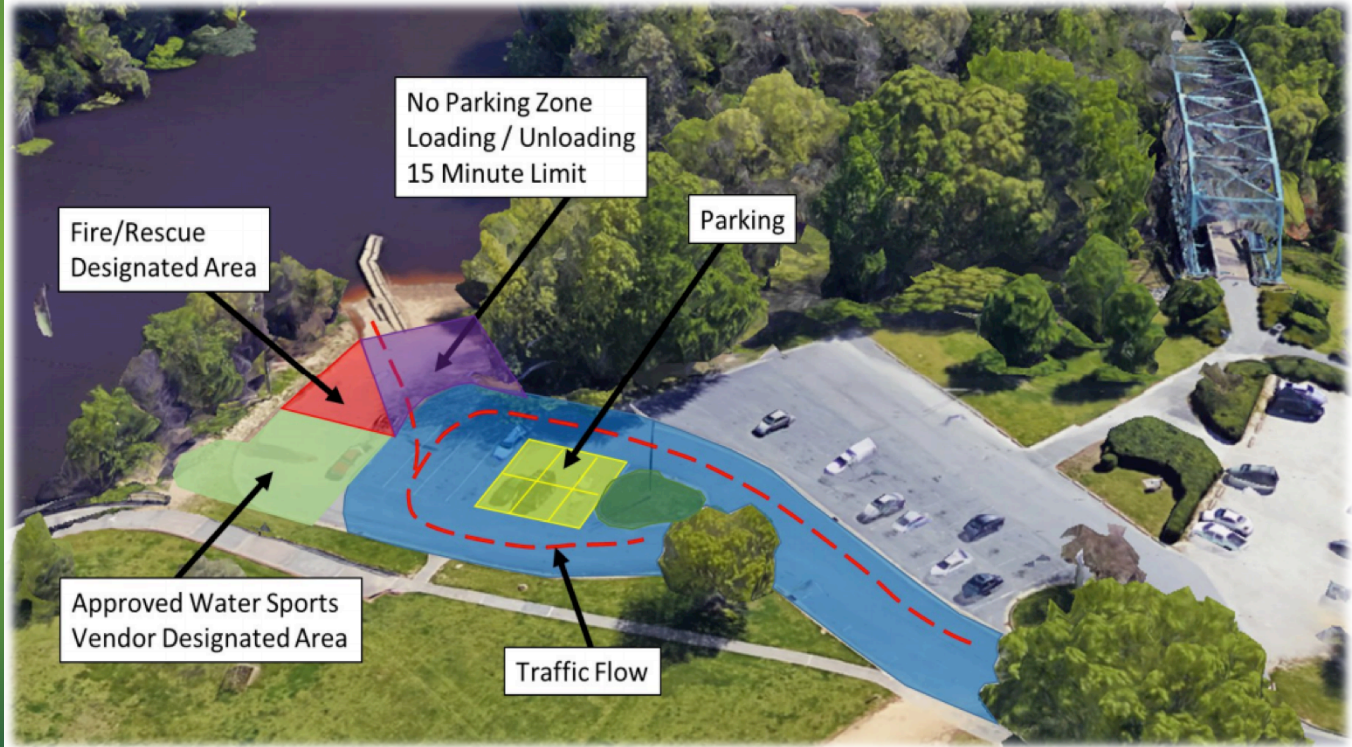 No Parking Zone
Loading / Unloading
15 Minute Limit
Fire/Rescue
Designated Area
Parking
Approved Water Sports
Vendor Designated Area
Traffic Flow